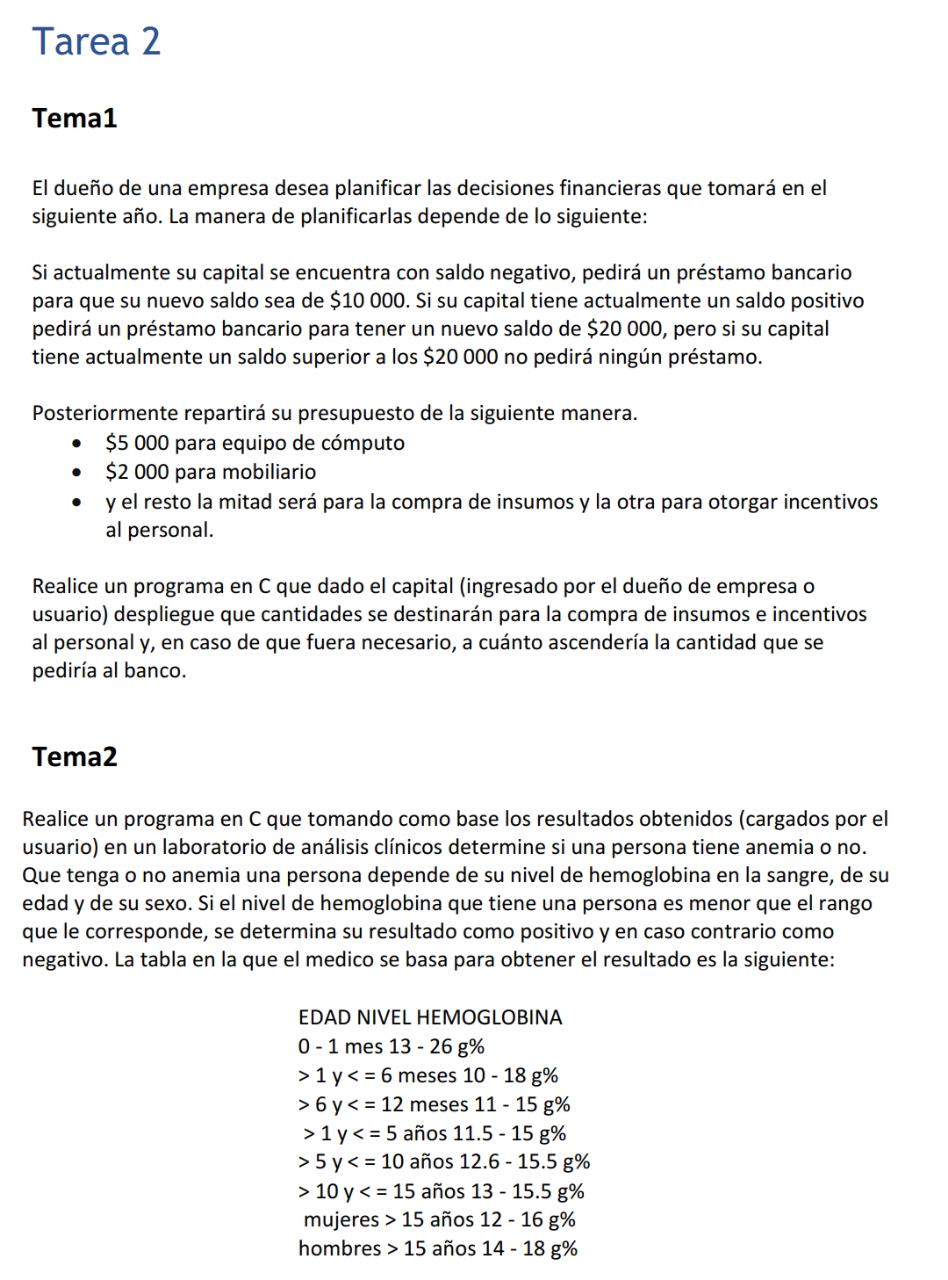 Tarea 2
Tema1
El dueño de una empresa desea planificar las decisiones financieras que tomará en el
siguiente año. La manera de planificarlas depende de lo siguiente:
Si actualmente su capital se encuentra con saldo negativo, pedirá un préstamo bancario
para que su nuevo saldo sea de $10 000. Si su capital tiene actualmente un saldo positivo
pedirá un préstamo bancario para tener un nuevo saldo de $20 000, pero si su capital
tiene actualmente un saldo superior a los $20 000 no pedirá ningún préstamo.
Posteriormente repartirá su presupuesto de la siguiente manera.
• $5 000 para equipo de cómputo
• $2 000 para mobiliario
• y el resto la mitad será para la compra de insumos y la otra para otorgar incentivos
al personal.
Realice un programa en C que dado el capital (ingresado por el dueño de empresa o
usuario) despliegue que cantidades se destinarán para la compra de insumos e incentivos
al personal y, en caso de que fuera necesario, a cuánto ascendería la cantidad que se
pediría al banco.
Tema2
Realice un programa en C que tomando como base los resultados obtenidos (cargados por el
usuario) en un laboratorio de análisis clínicos determine si una persona tiene anemia o no.
Que tenga o no anemia una persona depende de su nivel de hemoglobina en la sangre, de su
edad y de su sexo. Si el nivel de hemoglobina que tiene una persona es menor que el rango
que le corresponde, se determina su resultado como positivo y en caso contrario como
negativo. La tabla en la que el medico se basa para obtener el resultado es la siguiente:
EDAD NIVEL HEMOGLOBINA
0 - 1 mes 13 - 26 g%
> 1 y < = 6 meses 10 - 18 g%
> 6 y < = 12 meses 11 - 15 g%
> 1 y < = 5 años 11.5 - 15 g%
> 5 y < = 10 años 12.6 - 15.5 g%
> 10 y < = 15 años 13 - 15.5 g%
mujeres > 15 años 12 - 16 g%
hombres > 15 años 14 - 18 g%